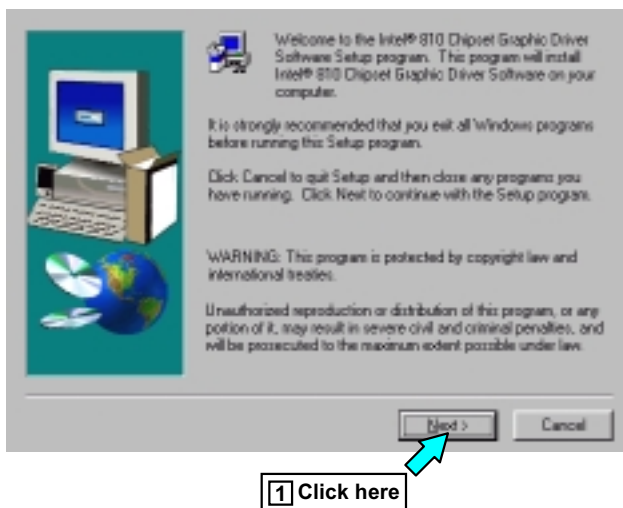 Welcome to the Intel® 810 Chipset Graphic Driver
Software Setup program. This program will install
Intel® 810 Chipset Graphic Driver Software on your
computer.
It is strongly recommended that you exit all Windows programs
before running this Setup program.
Click Cancel to quit Setup and then close any programs you
have running. Click Next to continue with the Setup program.
WARNING: This program is protected by copyright law and
international treaties.
Unauthorized reproduction or distribution of this program, or any
portion of it, may result in severe civil and criminal penalties, and
will be prosecuted to the maximum extent possible under law.
Next > Cancel
1 Click here